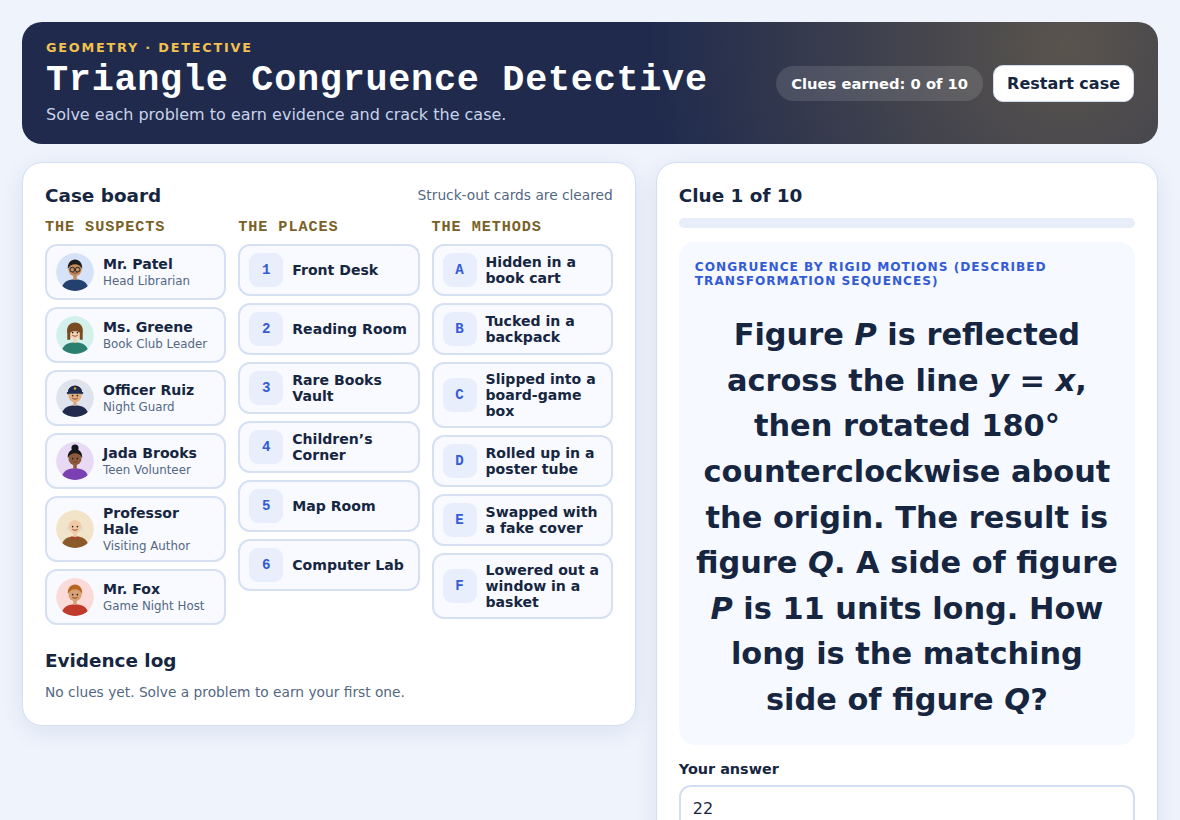 GEOMETRY · DETECTIVE
Triangle Congruence Detective
Solve each problem to earn evidence and crack the case.
Clues earned: 0 of 10
Restart case
Case board
Struck-out cards are cleared
THE SUSPECTS
Mr. Patel
Head Librarian
Ms. Greene
Book Club Leader
Officer Ruiz
Night Guard
Jada Brooks
Teen Volunteer
Professor
Hale
Visiting Author
Mr. Fox
Game Night Host
THE PLACES
1 Front Desk
2 Reading Room
3 Rare Books
Vault
4 Children’s
Corner
5 Map Room
6 Computer Lab
THE METHODS
A Hidden in a
book cart
B Tucked in a
backpack
C Slipped into a
board-game
box
D Rolled up in a
poster tube
E Swapped with
a fake cover
F Lowered out a
window in a
basket
Evidence log
No clues yet. Solve a problem to earn your first one.
Clue 1 of 10
CONGRUENCE BY RIGID MOTIONS (DESCRIBED
TRANSFORMATION SEQUENCES)
Figure P is reflected
across the line y = x,
then rotated 180°
counterclockwise about
the origin. The result is
figure Q. A side of figure
P is 11 units long. How
long is the matching
side of figure Q?
Your answer
22